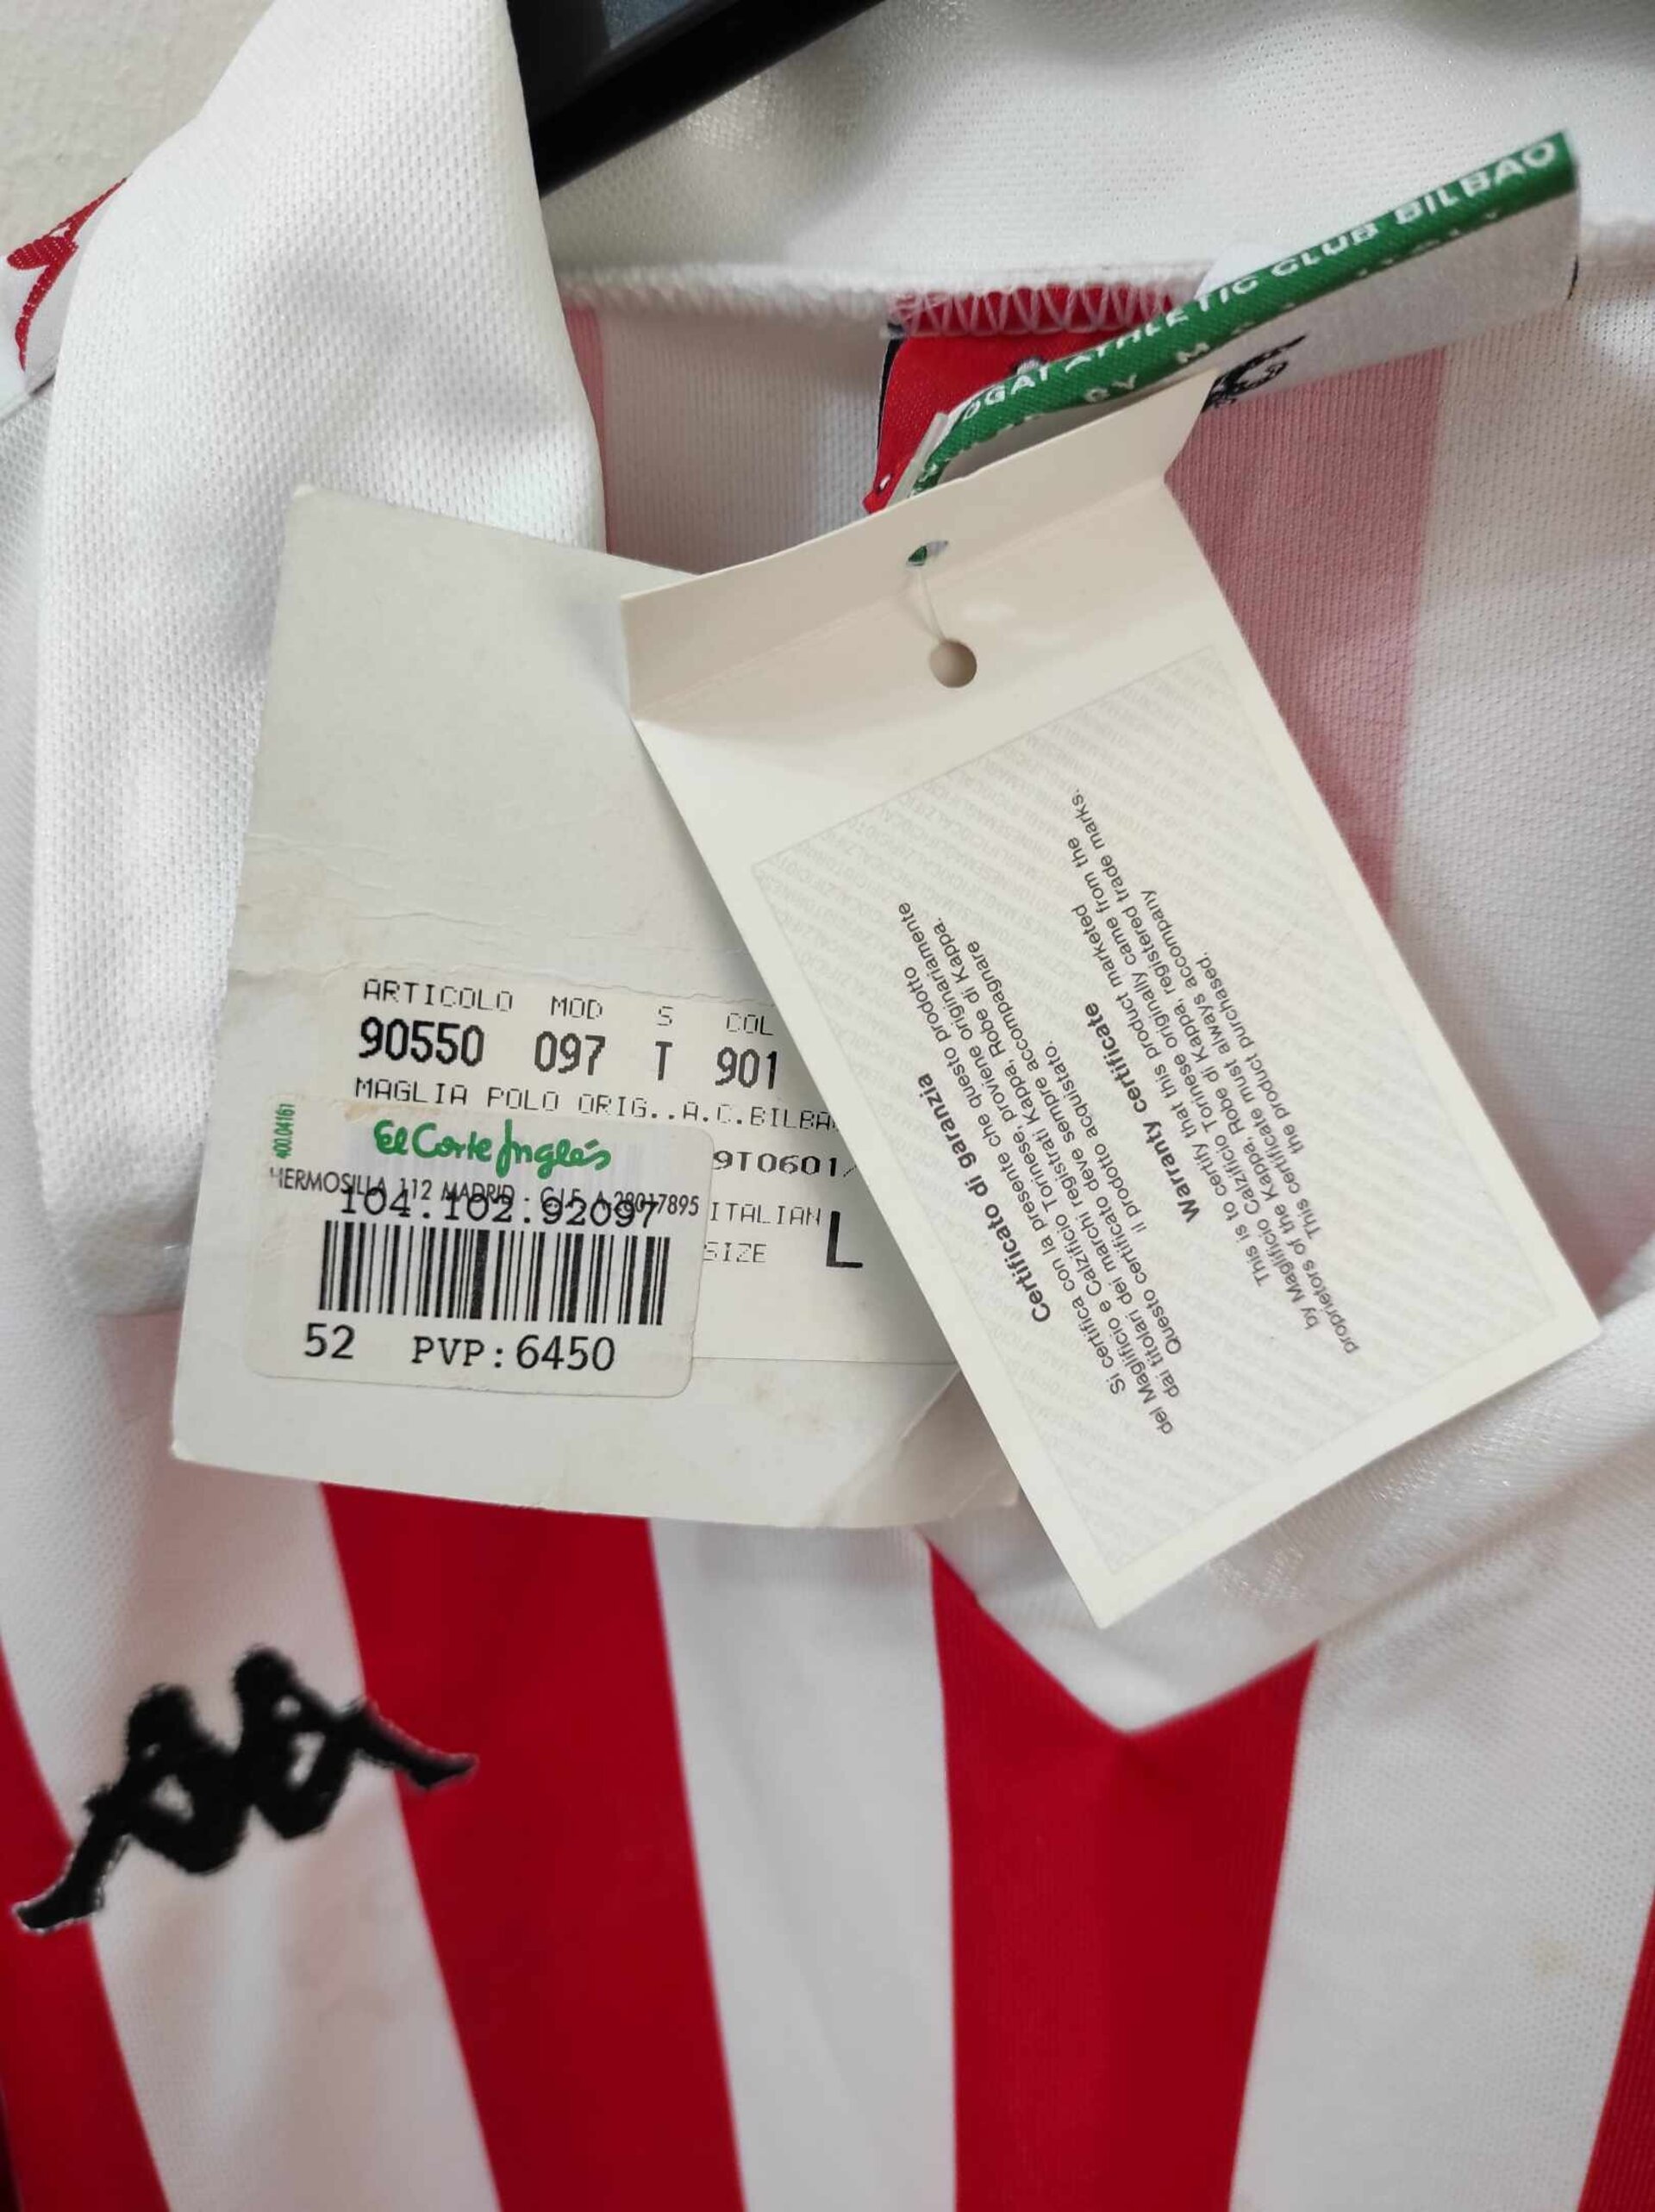 ATHLETIC CLUB BILBAO
ARTICOLO MOD S COL
90550 097 T 901
MAGLIA POLO ORIG..A.C.BILBA
400.04161
El Corte Inglés
9T0601
HERMOSILLA 112 MADRID - C.I.F. A-28017895
104.102.92097
ITALIAN
SIZE L
52 PVP:6450
Certificato di garanzia
Si certifica con la presente che questo prodotto
del Maglificio e Calzificio Torinese, proviene originariamente
dai titolari dei marchi registrati Kappa, Robe di Kappa.
Questo certificato deve sempre accompagnare
il prodotto acquistato.
Warranty certificate
This is to certify that this product marketed
by Maglificio Calzificio Torinese originally came from the
proprietors of the Kappa, Robe di Kappa, registered trade marks.
This certificate must always accompany
the product purchased.